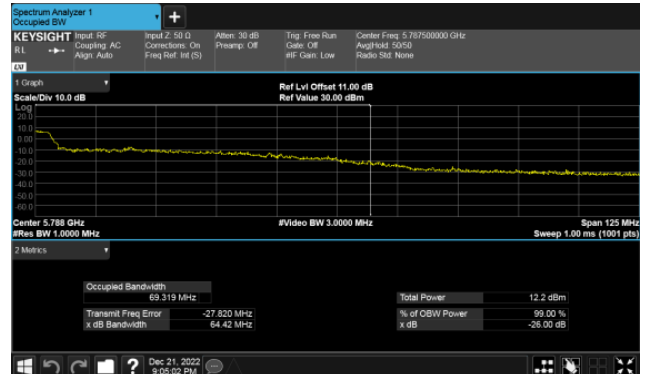 Spectrum Analyzer 1
Occupied BW
+
KEYSIGHT Input: RF Input Z: 50 Ω Atten: 30 dB Trig: Free Run Center Freq: 5.787500000 GHz
RL Coupling: AC Corrections: On Preamp: Off Gate: Off Avg|Hold: 50/50
Align: Auto Freq Ref: Int (S) #IF Gain: Low Radio Std: None
LXI
1 Graph Ref Lvl Offset 11.00 dB
Scale/Div 10.0 dB Ref Value 30.00 dBm
Log
20.0
10.0
0.00
-10.0
-20.0
-30.0
-40.0
-50.0
-60.0
Center 5.788 GHz #Video BW 3.0000 MHz Span 125 MHz
#Res BW 1.0000 MHz Sweep 1.00 ms (1001 pts)
2 Metrics
Occupied Bandwidth
69.319 MHz Total Power 12.2 dBm
Transmit Freq Error -27.820 MHz % of OBW Power 99.00 %
x dB Bandwidth 64.42 MHz x dB -26.00 dB
? Dec 21, 2022
9:05:02 PM